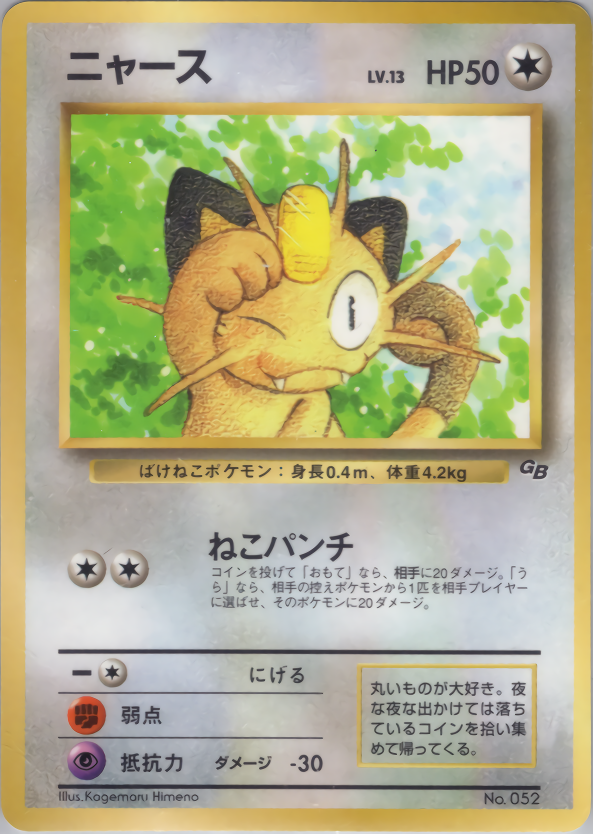 ニャース LV.13 HP50
ばけねこポケモン：身長0.4m、体重4.2kg
GB
ねこパンチ
コインを投げて「おもて」なら、相手に20ダメージ。「う
ら」なら、相手の控えポケモンから1匹を相手プレイヤー
に選ばせ、そのポケモンに20ダメージ。
にげる
弱点
抵抗力 ダメージ -30
丸いものが大好き。夜
な夜な出かけては落ち
ているコインを拾い集
めて帰ってくる。
Illus.Kagemaru Himeno
No. 052